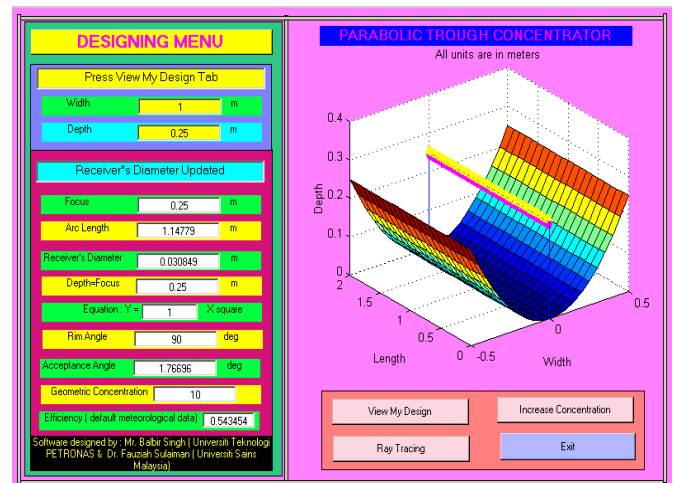 DESIGNING MENU
Press View My Design Tab
Width 1 m
Depth 0.25 m
Receiver"s Diameter Updated
Focus 0.25 m
Arc Length 1.14779 m
Receiver's Diameter 0.030849 m
Depth=Focus 0.25 m
Equation : Y = 1 X square
Rim Angle 90 deg
Acceptance Angle 1.76696 deg
Geometric Concentration 10
Efficiency ( default meteorological data) 0.543454
Software designed by : Mr. Balbir Singh ( Universiti Teknologi
PETRONAS & Dr. Fauziah Sulaiman ( Universiti Sains
Malaysia)
PARABOLIC TROUGH CONCENTRATOR
All units are in meters
0.4
0.3
0.2
0.1
0
Depth
2
1.5
1
0.5
0
Length
-0.5
0
0.5
Width
View My Design
Increase Concentration
Ray Tracing
Exit